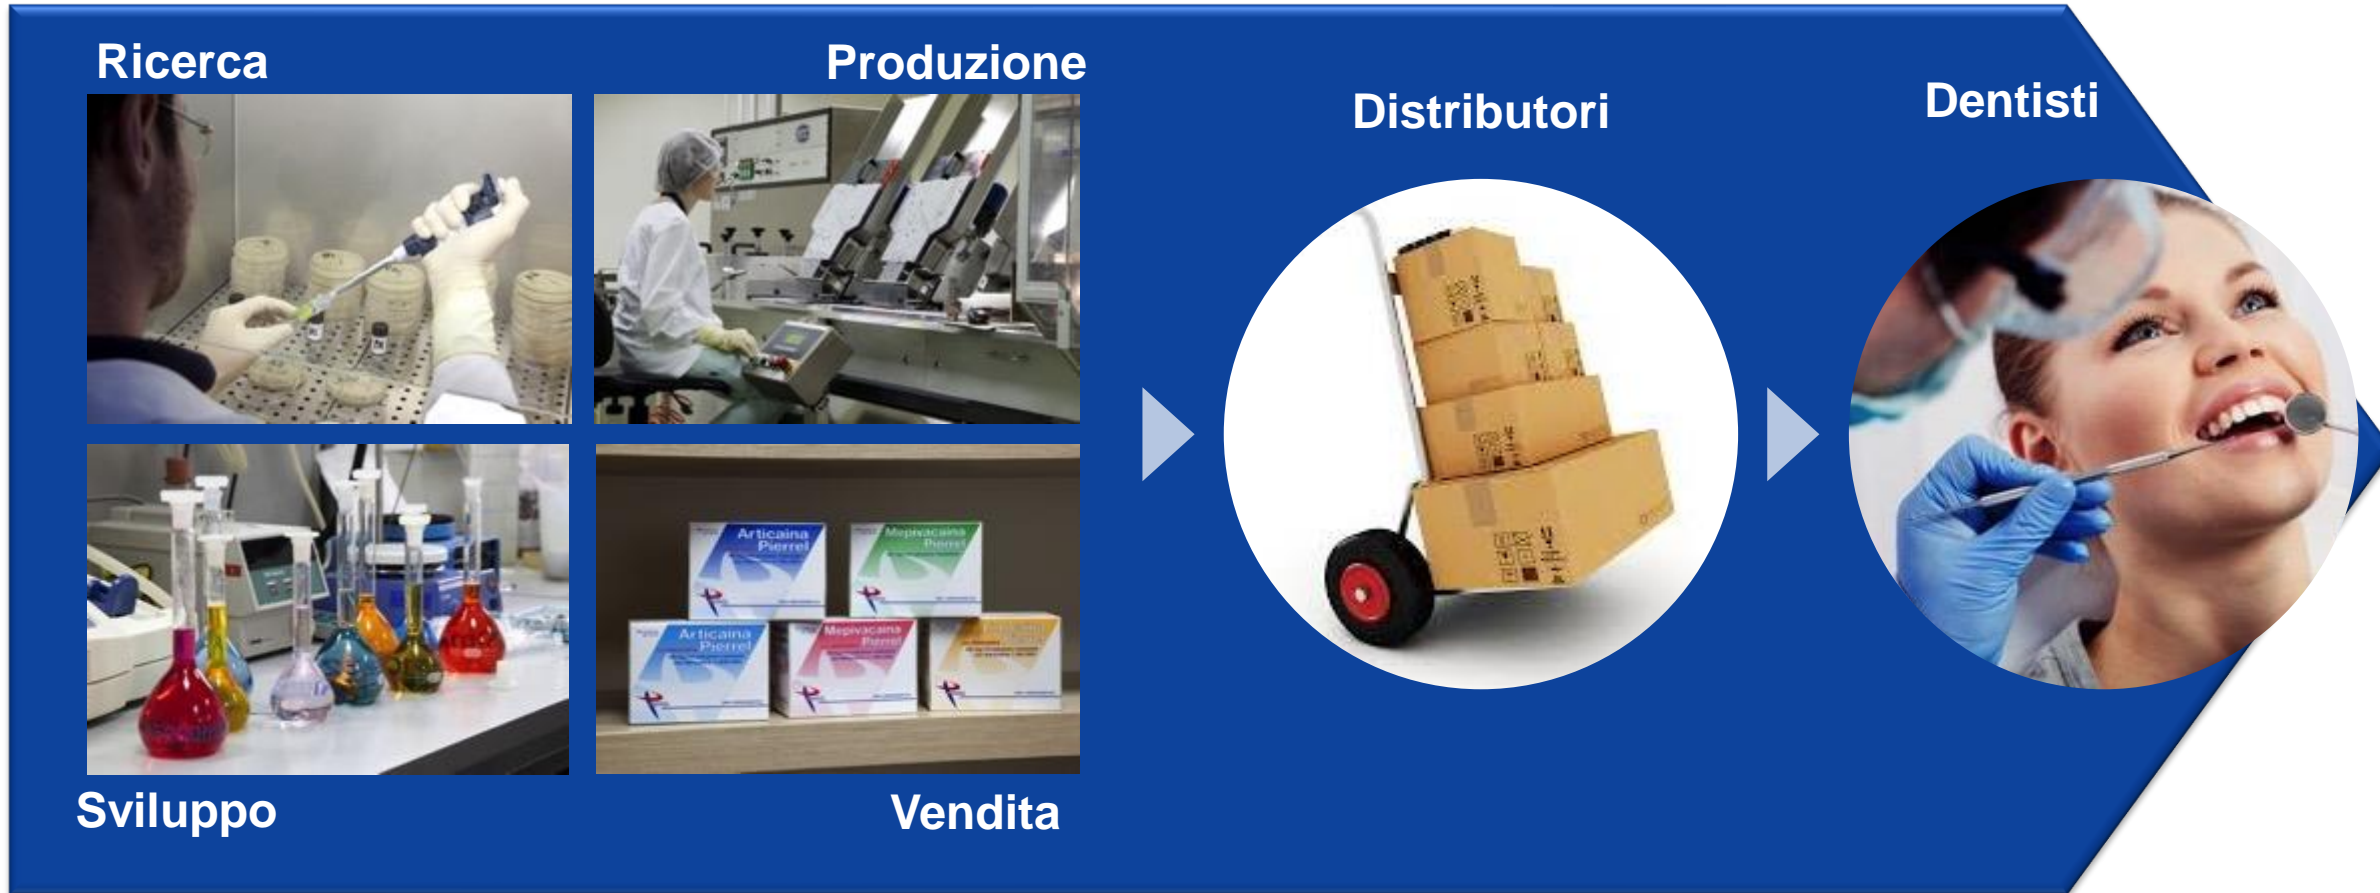 Ricerca
Produzione
Distributori
Dentisti
Articaina
Pierrel
Mepivacaina
Pierrel
Articaina
Pierrel
Mepivacaina
Pierrel
Sviluppo
Vendita